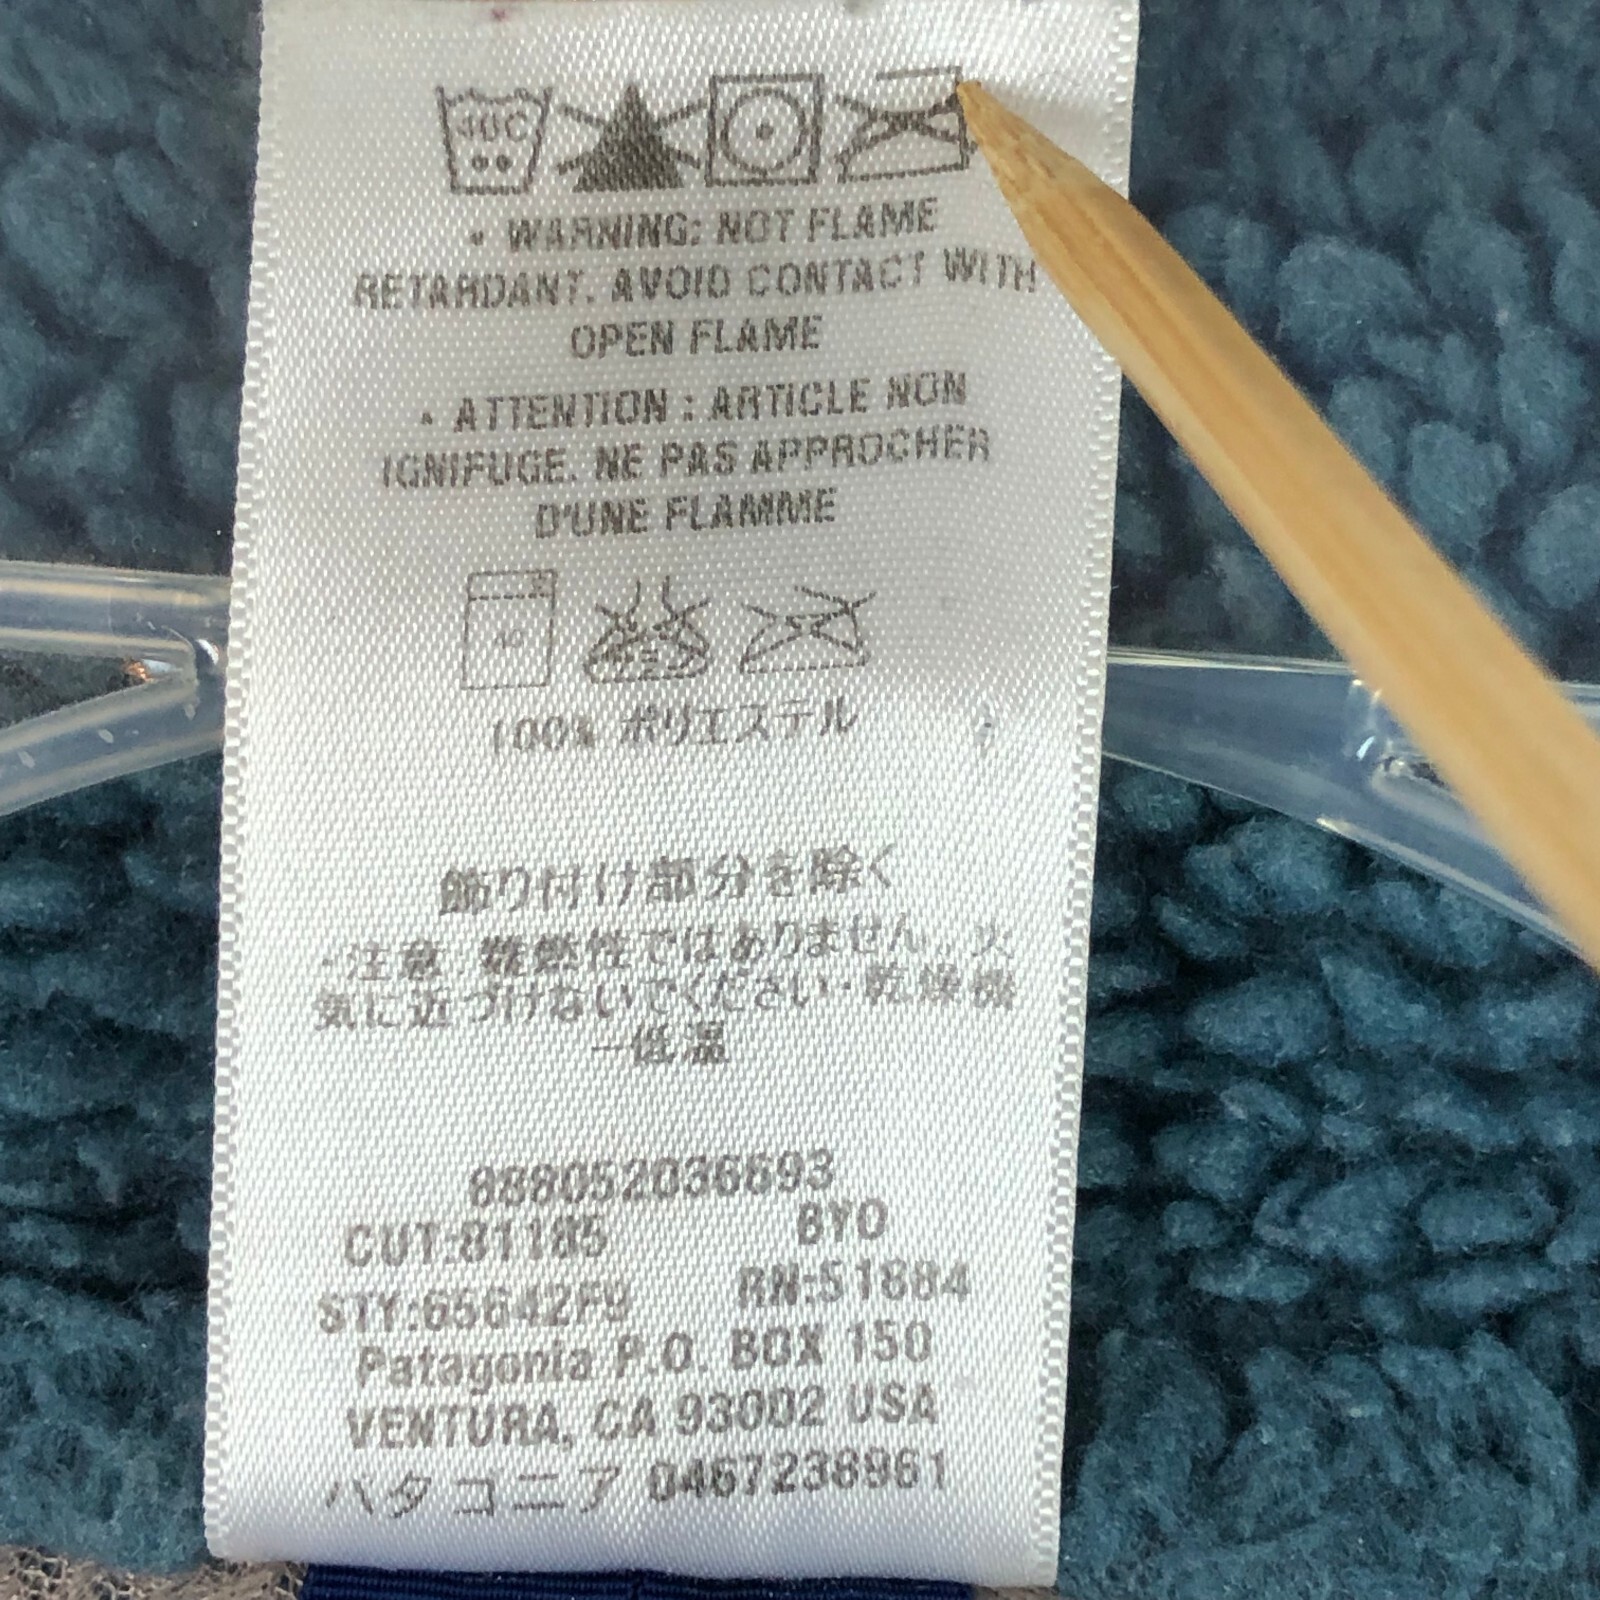 40C
• WARNING: NOT FLAME
RETARDANT. AVOID CONTACT WITH
OPEN FLAME
• ATTENTION : ARTICLE NON
IGNIFUGE. NE PAS APPROCHER
D'UNE FLAMME
40
100% ポリエステル
飾り付け部分を除く
・注意 難燃性ではありません。火
気に近づけないでください・乾燥機
—低温
888052036693
CUT:81185 BYO
STY:65642F9 RN:51884
Patagonia P.O. BOX 150
VENTURA, CA 93002 USA
パタゴニア 0467238961